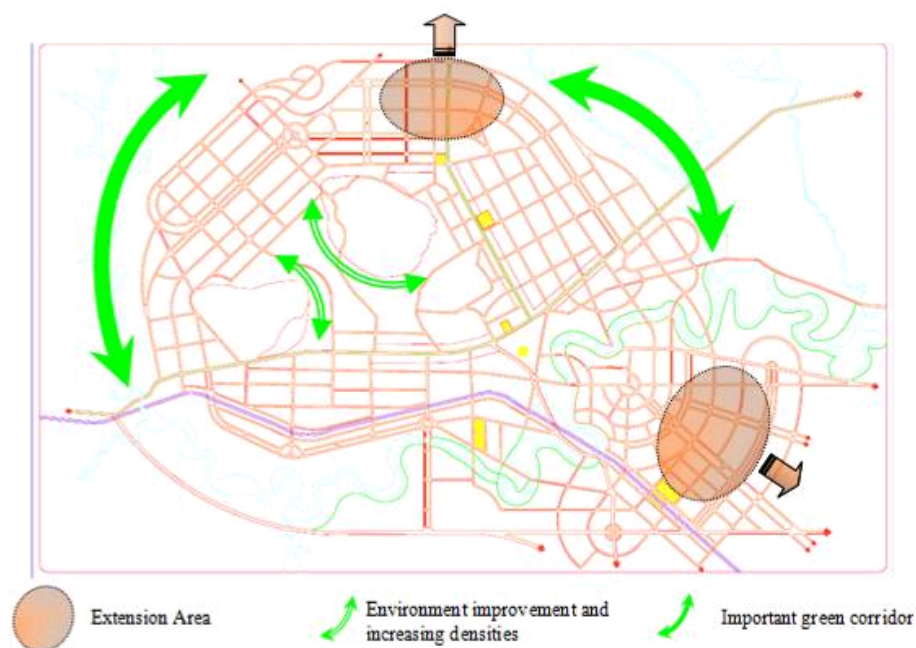 Extension Area
Environment improvement and
increasing densities
Important green corridor